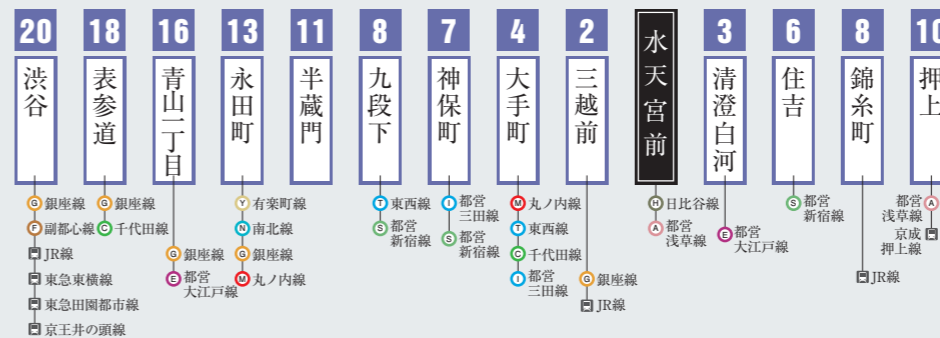 20
渋谷
G 銀座線
F 副都心線
JR線
東急東横線
東急田園都市線
京王井の頭線
18
表参道
G 銀座線
C 千代田線
16
青山一丁目
G 銀座線
E 都営
大江戸線
13
永田町
Y 有楽町線
N 南北線
G 銀座線
M 丸ノ内線
11
半蔵門
8
九段下
T 東西線
S 都営
新宿線
7
神保町
I 都営
三田線
S 都営
新宿線
4
大手町
M 丸ノ内線
T 東西線
C 千代田線
I 都営
三田線
2
三越前
G 銀座線
JR線
水天宮前
H 日比谷線
A 都営
浅草線
3
清澄白河
E 都営
大江戸線
6
住吉
S 都営
新宿線
8
錦糸町
JR線
10
押上
都営 A
浅草線
京成
押上線